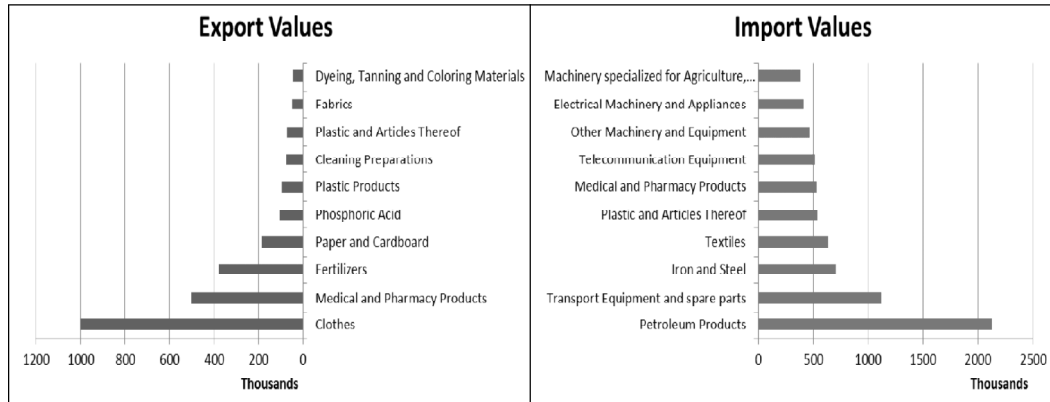 Export Values
Dyeing, Tanning and Coloring Materials
Fabrics
Plastic and Articles Thereof
Cleaning Preparations
Plastic Products
Phosphoric Acid
Paper and Cardboard
Fertilizers
Medical and Pharmacy Products
Clothes
1200 1000 800 600 400 200 0
Thousands
Import Values
Machinery specialized for Agriculture,...
Electrical Machinery and Appliances
Other Machinery and Equipment
Telecommunication Equipment
Medical and Pharmacy Products
Plastic and Articles Thereof
Textiles
Iron and Steel
Transport Equipment and spare parts
Petroleum Products
0 500 1000 1500 2000 2500
Thousands